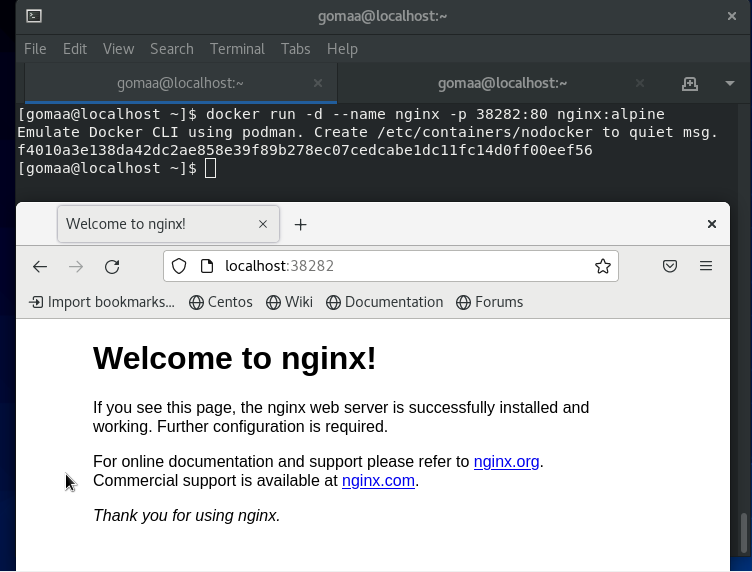 gomaa@localhost:~
File Edit View Search Terminal Tabs Help
gomaa@localhost:~ gomaa@localhost:~
[gomaa@localhost ~]$ docker run -d --name nginx -p 38282:80 nginx:alpine
Emulate Docker CLI using podman. Create /etc/containers/nodocker to quiet msg.
f4010a3e138da42dc2ae858e39f89b278ec07cedcabe1dc11fc14d0ff00eef56
[gomaa@localhost ~]$
Welcome to nginx!
localhost:38282
Import bookmarks... Centos Wiki Documentation Forums
Welcome to nginx!
If you see this page, the nginx web server is successfully installed and
working. Further configuration is required.
For online documentation and support please refer to nginx.org.
Commercial support is available at nginx.com.
Thank you for using nginx.